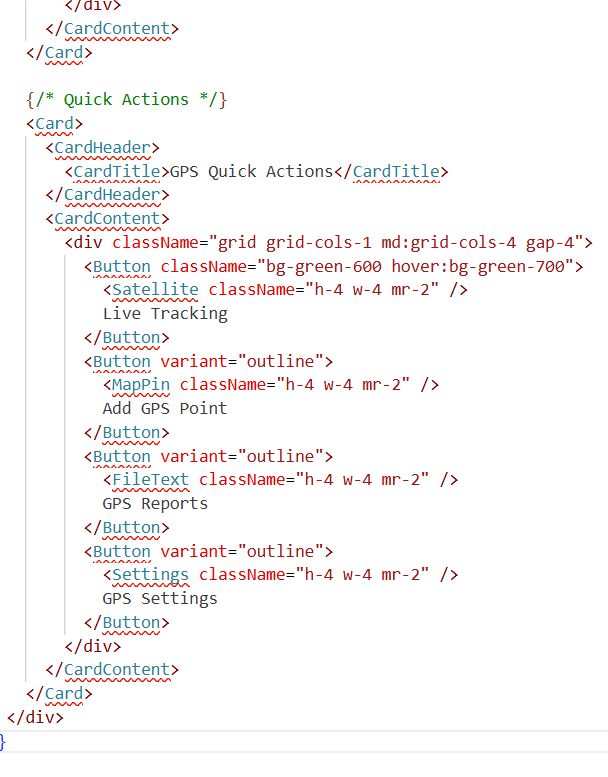 </div>
</CardContent>
</Card>
{/* Quick Actions */}
<Card>
<CardHeader>
<CardTitle>GPS Quick Actions</CardTitle>
</CardHeader>
<CardContent>
<div className="grid grid-cols-1 md:grid-cols-4 gap-4">
<Button className="bg-green-600 hover:bg-green-700">
<Satellite className="h-4 w-4 mr-2" />
Live Tracking
</Button>
<Button variant="outline">
<MapPin className="h-4 w-4 mr-2" />
Add GPS Point
</Button>
<Button variant="outline">
<FileText className="h-4 w-4 mr-2" />
GPS Reports
</Button>
<Button variant="outline">
<Settings className="h-4 w-4 mr-2" />
GPS Settings
</Button>
</div>
</CardContent>
</Card>
</div>
}